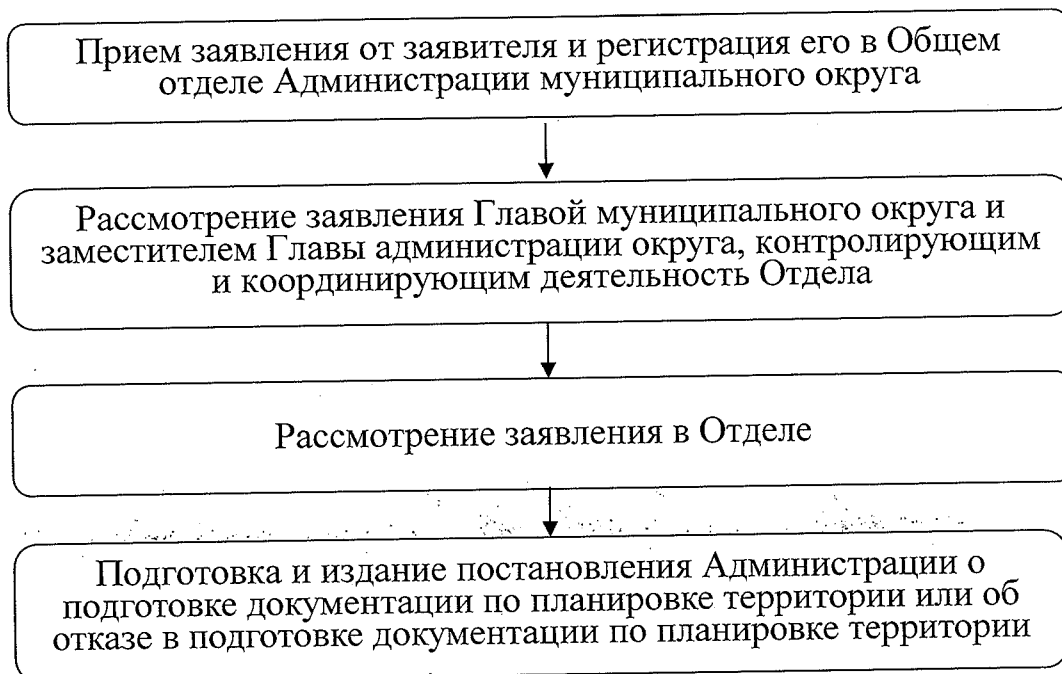 Прием заявления от заявителя и регистрация его в Общем
отделе Администрации муниципального округа
Рассмотрение заявления Главой муниципального округа и
заместителем Главы администрации округа, контролирующим
и координирующим деятельность Отдела
Рассмотрение заявления в Отделе
Подготовка и издание постановления Администрации о
подготовке документации по планировке территории или об
отказе в подготовке документации по планировке территории